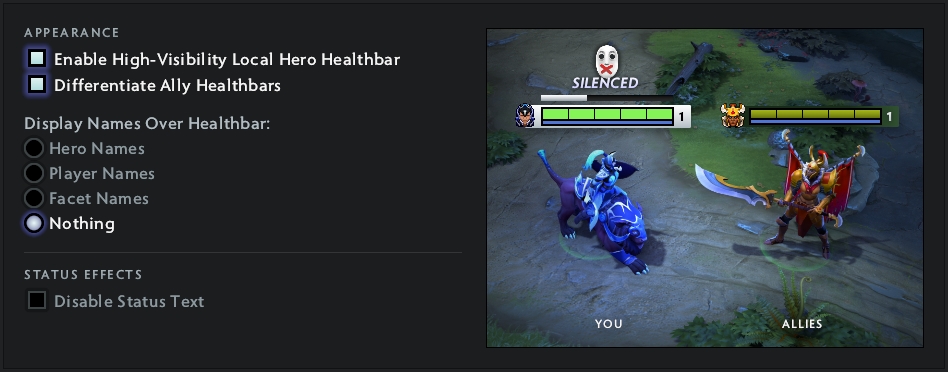 APPEARANCE
Enable High-Visibility Local Hero Healthbar
Differentiate Ally Healthbars
Display Names Over Healthbar:
Hero Names
Player Names
Facet Names
Nothing
STATUS EFFECTS
Disable Status Text
SILENCED
1
1
YOU
ALLIES